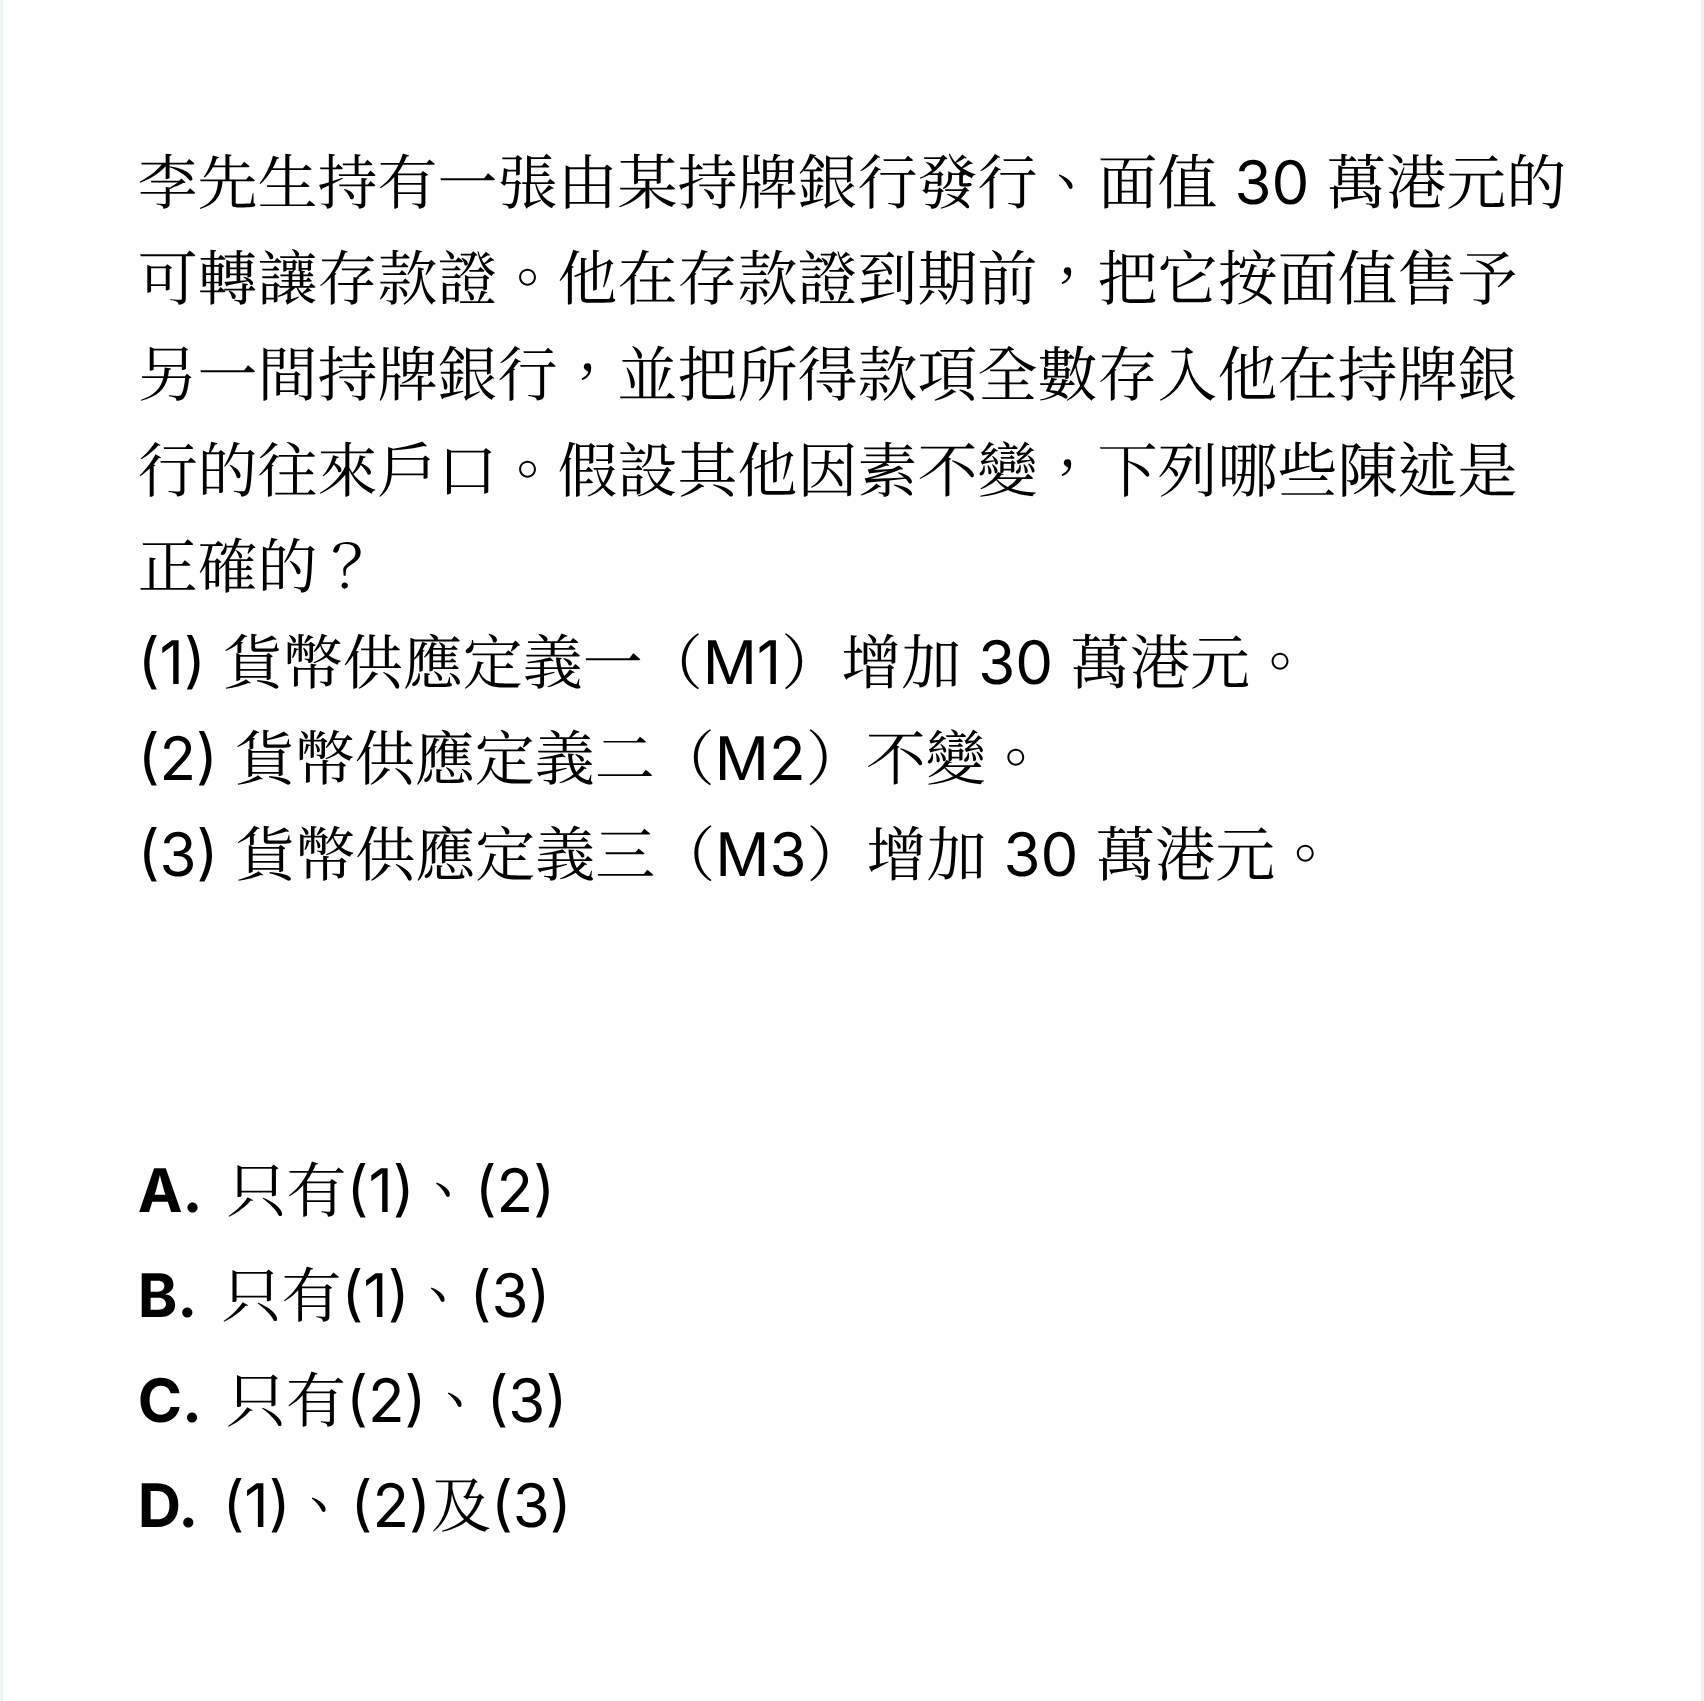 李先生持有一張由某持牌銀行發行、面值 30 萬港元的
可轉讓存款證。他在存款證到期前，把它按面值售予
另一間持牌銀行，並把所得款項全數存入他在持牌銀
行的往來戶口。假設其他因素不變，下列哪些陳述是
正確的？
(1) 貨幣供應定義一（M1）增加 30 萬港元。
(2) 貨幣供應定義二（M2）不變。
(3) 貨幣供應定義三（M3）增加 30 萬港元。
A. 只有(1)、(2)
B. 只有(1)、(3)
C. 只有(2)、(3)
D. (1)、(2)及(3)